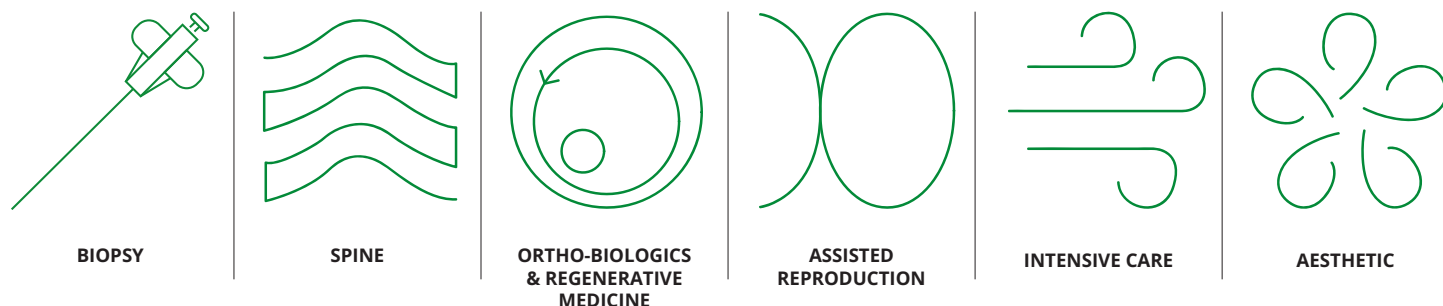 BIOPSY
SPINE
ORTHO-BIOLOGICS
& REGENERATIVE
MEDICINE
ASSISTED
REPRODUCTION
INTENSIVE CARE
AESTHETIC